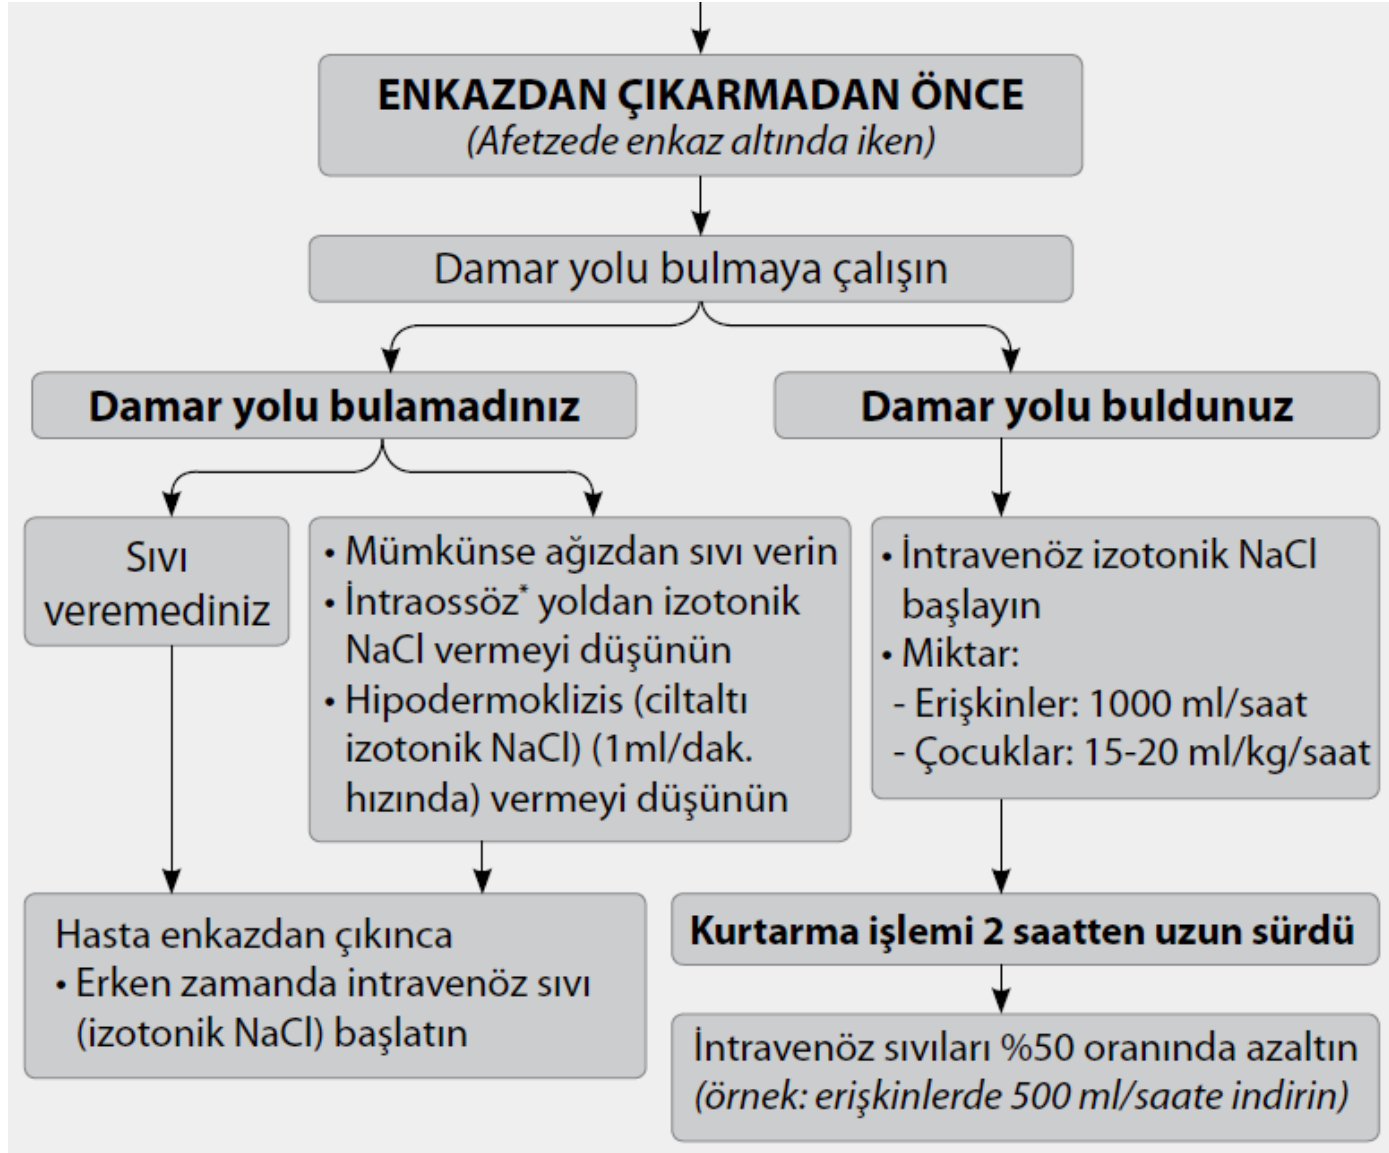 ENKAZDAN ÇIKARMADAN ÖNCE
(Afetzede enkaz altında iken)
Damar yolu bulmaya çalışın
Damar yolu bulamadınız
Damar yolu buldunuz
Sıvı
veremediniz
• Mümkünse ağızdan sıvı verin
• İntraossöz* yoldan izotonik
NaCl vermeyi düşünün
• Hipodermoklizis (ciltaltı
izotonik NaCl) (1ml/dak.
hızında) vermeyi düşünün
• İntravenöz izotonik NaCl
başlayın
• Miktar:
- Erişkinler: 1000 ml/saat
- Çocuklar: 15-20 ml/kg/saat
Hasta enkazdan çıkınca
• Erken zamanda intravenöz sıvı
(izotonik NaCl) başlatın
Kurtarma işlemi 2 saatten uzun sürdü
İntravenöz sıvıları %50 oranında azaltın
(örnek: erişkinlerde 500 ml/saate indirin)